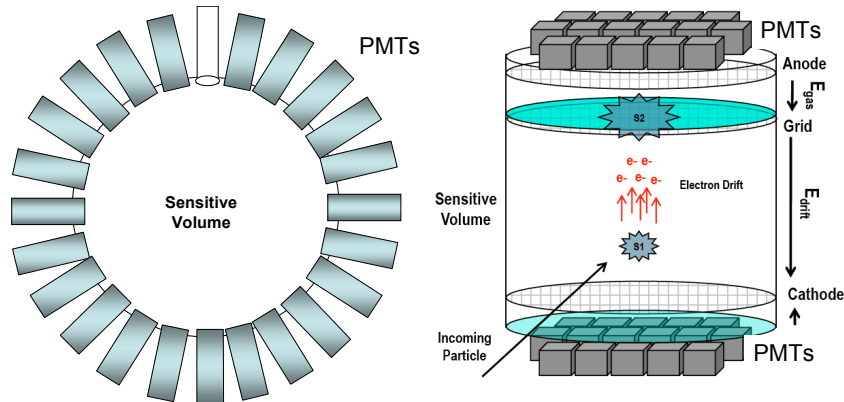 PMTs
Sensitive
Volume
PMTs
Anode
E gas
S2
Grid
e- e-
e- e- e-
Electron Drift
Sensitive
Volume
E drift
S1
Cathode
Incoming
Particle
PMTs